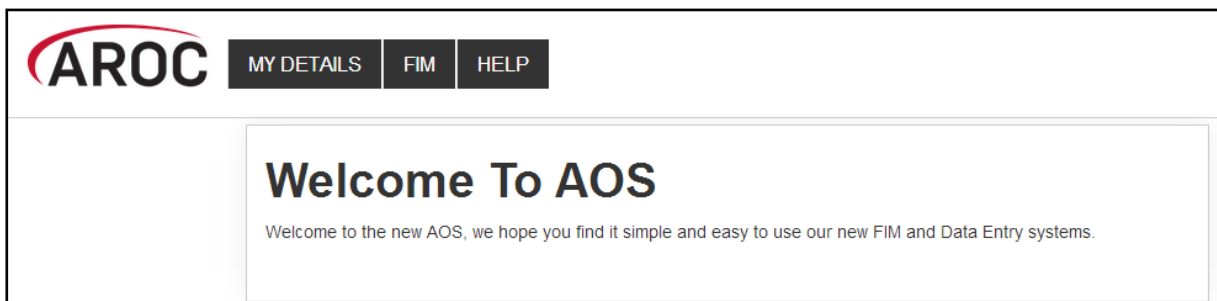 AROC MY DETAILS FIM HELP
Welcome To AOS
Welcome to the new AOS, we hope you find it simple and easy to use our new FIM and Data Entry systems.